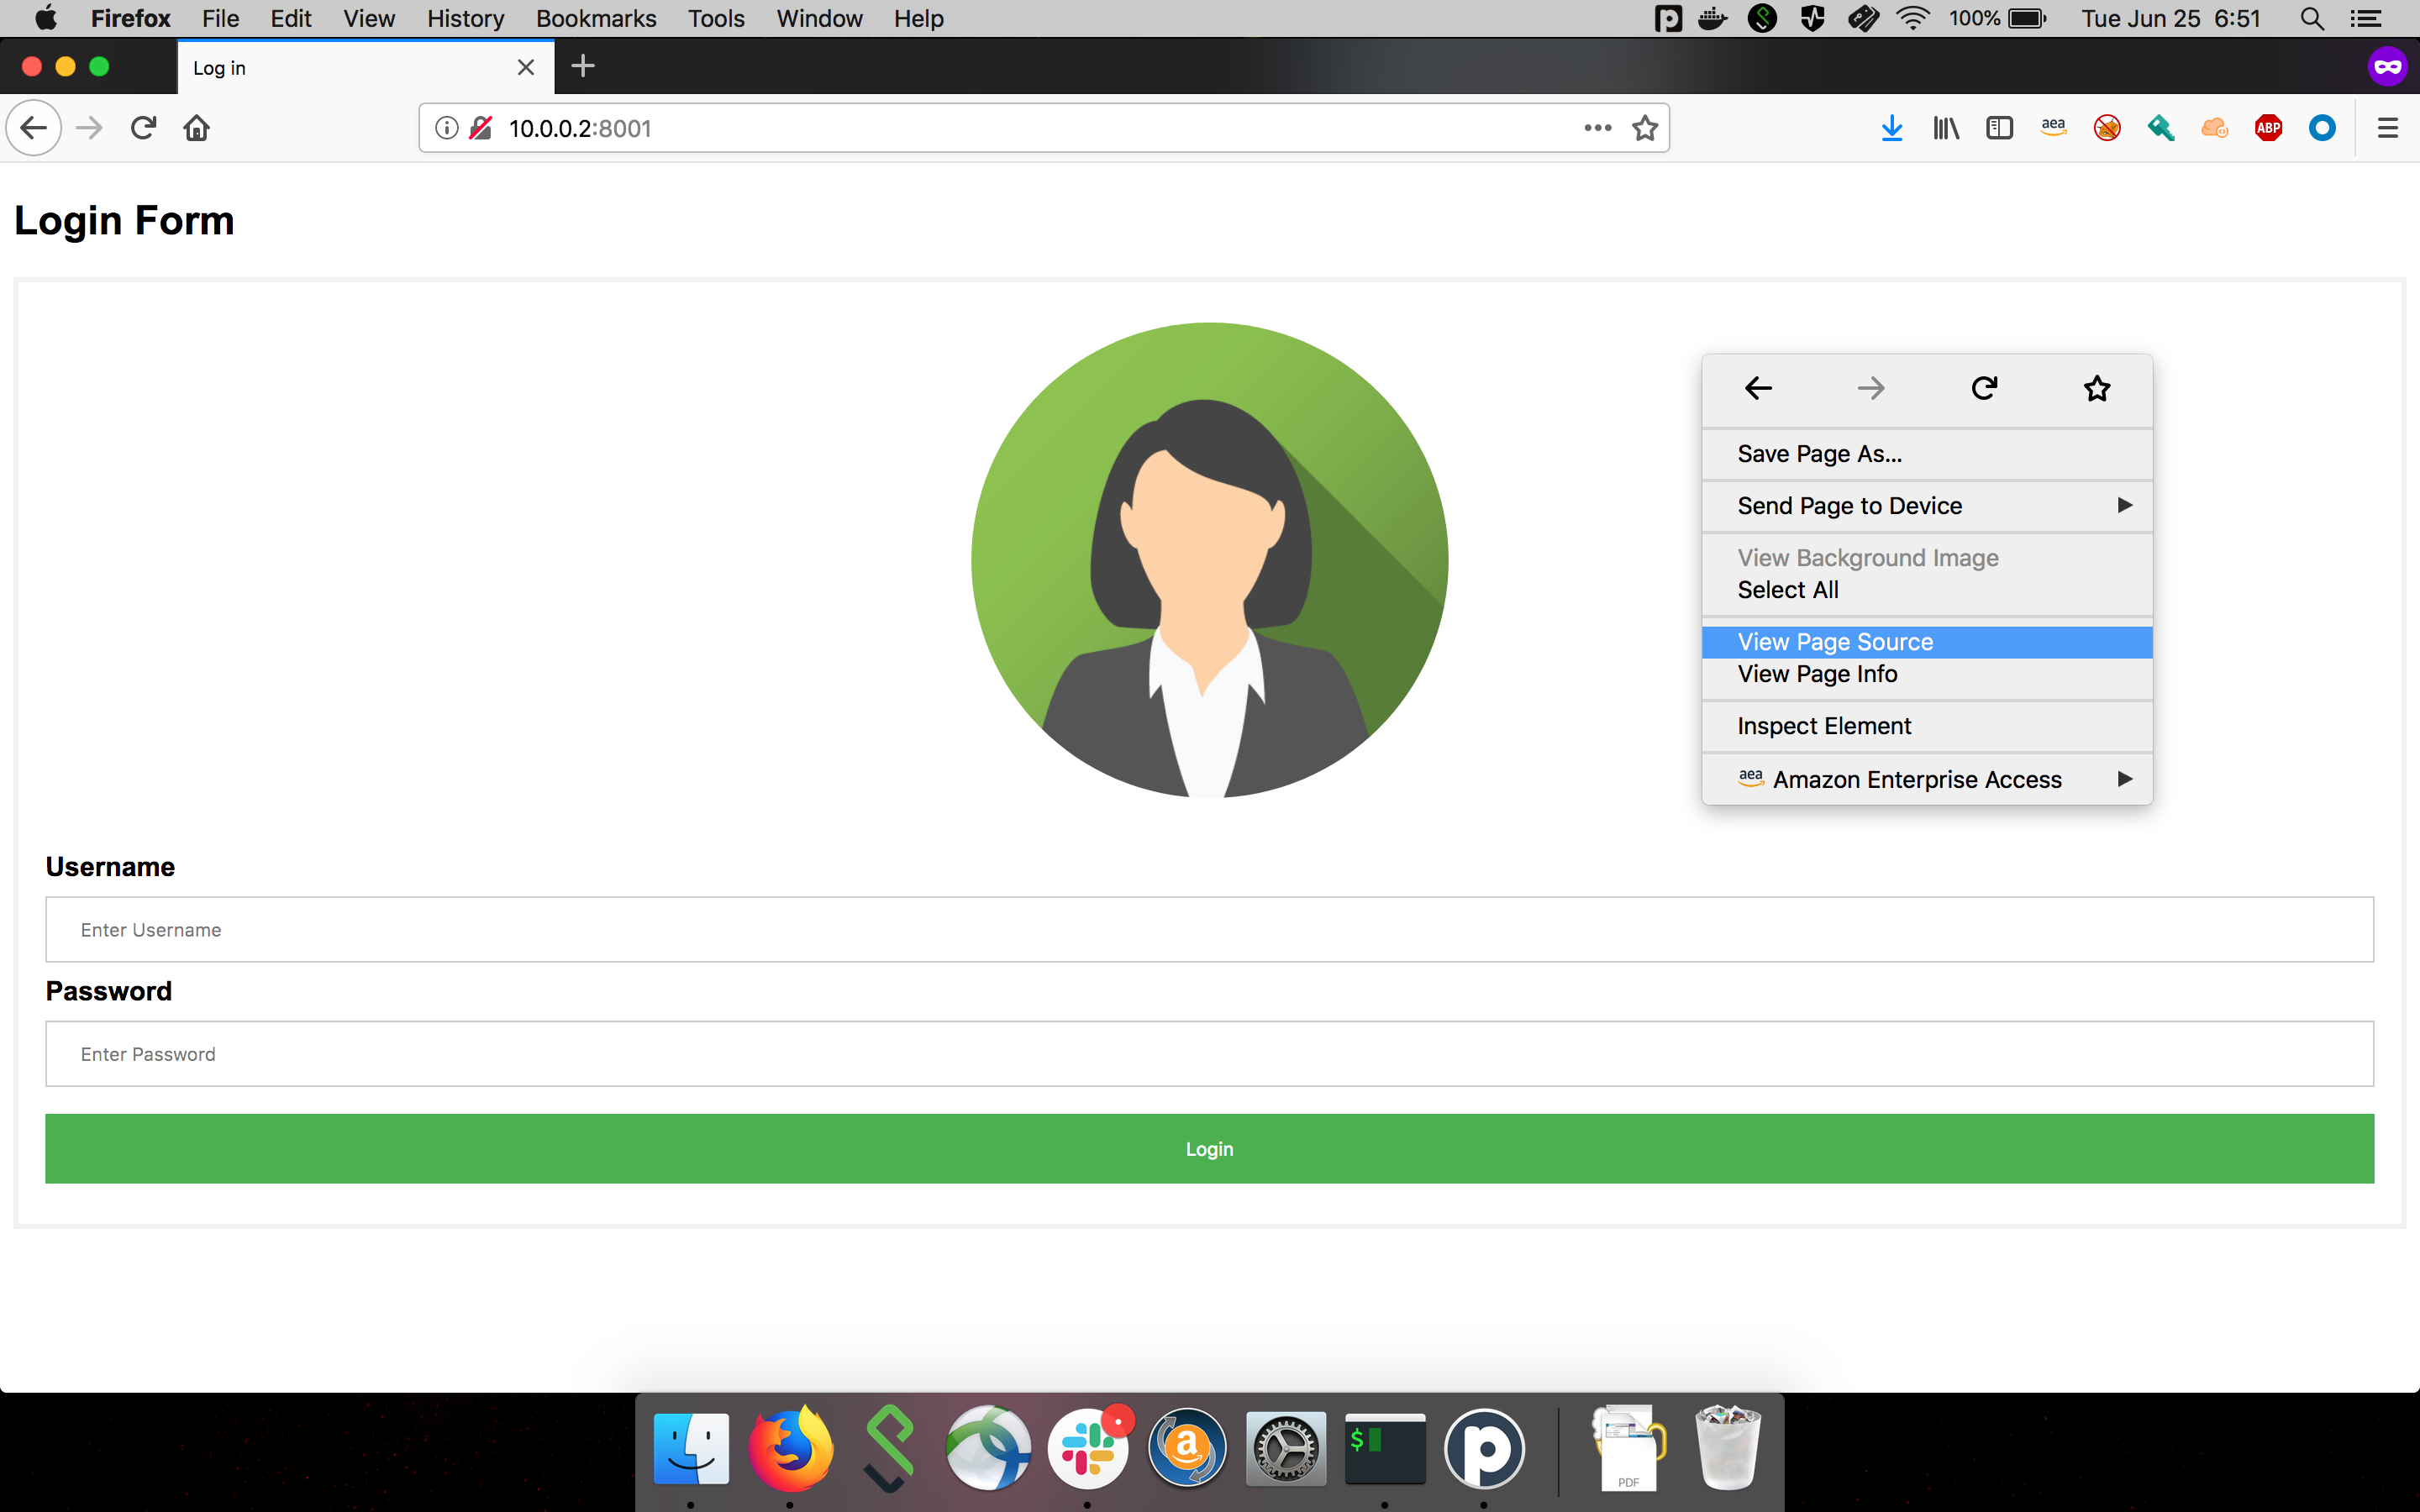 Firefox File Edit View History Bookmarks Tools Window Help 100% Tue Jun 25 6:51
Log in
10.0.0.2:8001
aea
ABP
Login Form
Save Page As...
Send Page to Device
View Background Image
Select All
View Page Source
View Page Info
Inspect Element
aea Amazon Enterprise Access
Username
Enter Username
Password
Enter Password
Login
a
$
p
PDF